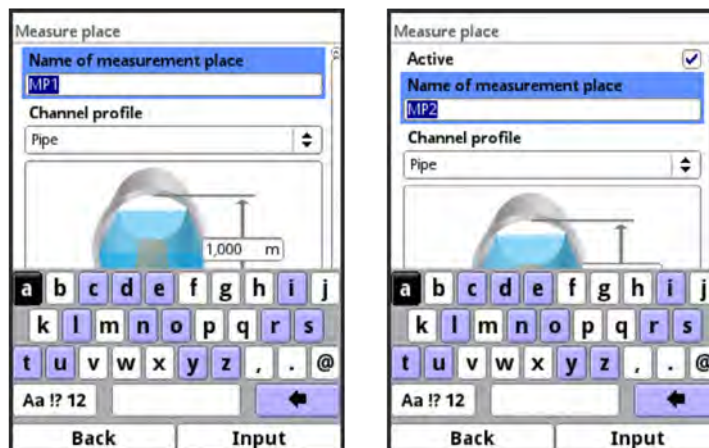 Measure place
Name of measurement place
MP1
Channel profile
Pipe
1,000 m
a b c d e f g h i j
k l m n o p q r s
t u v w x y z , . @
Aa !? 12
Back Input
Measure place
Active
Name of measurement place
MP2
Channel profile
Pipe
a b c d e f g h i j
k l m n o p q r s
t u v w x y z , . @
Aa !? 12
Back Input